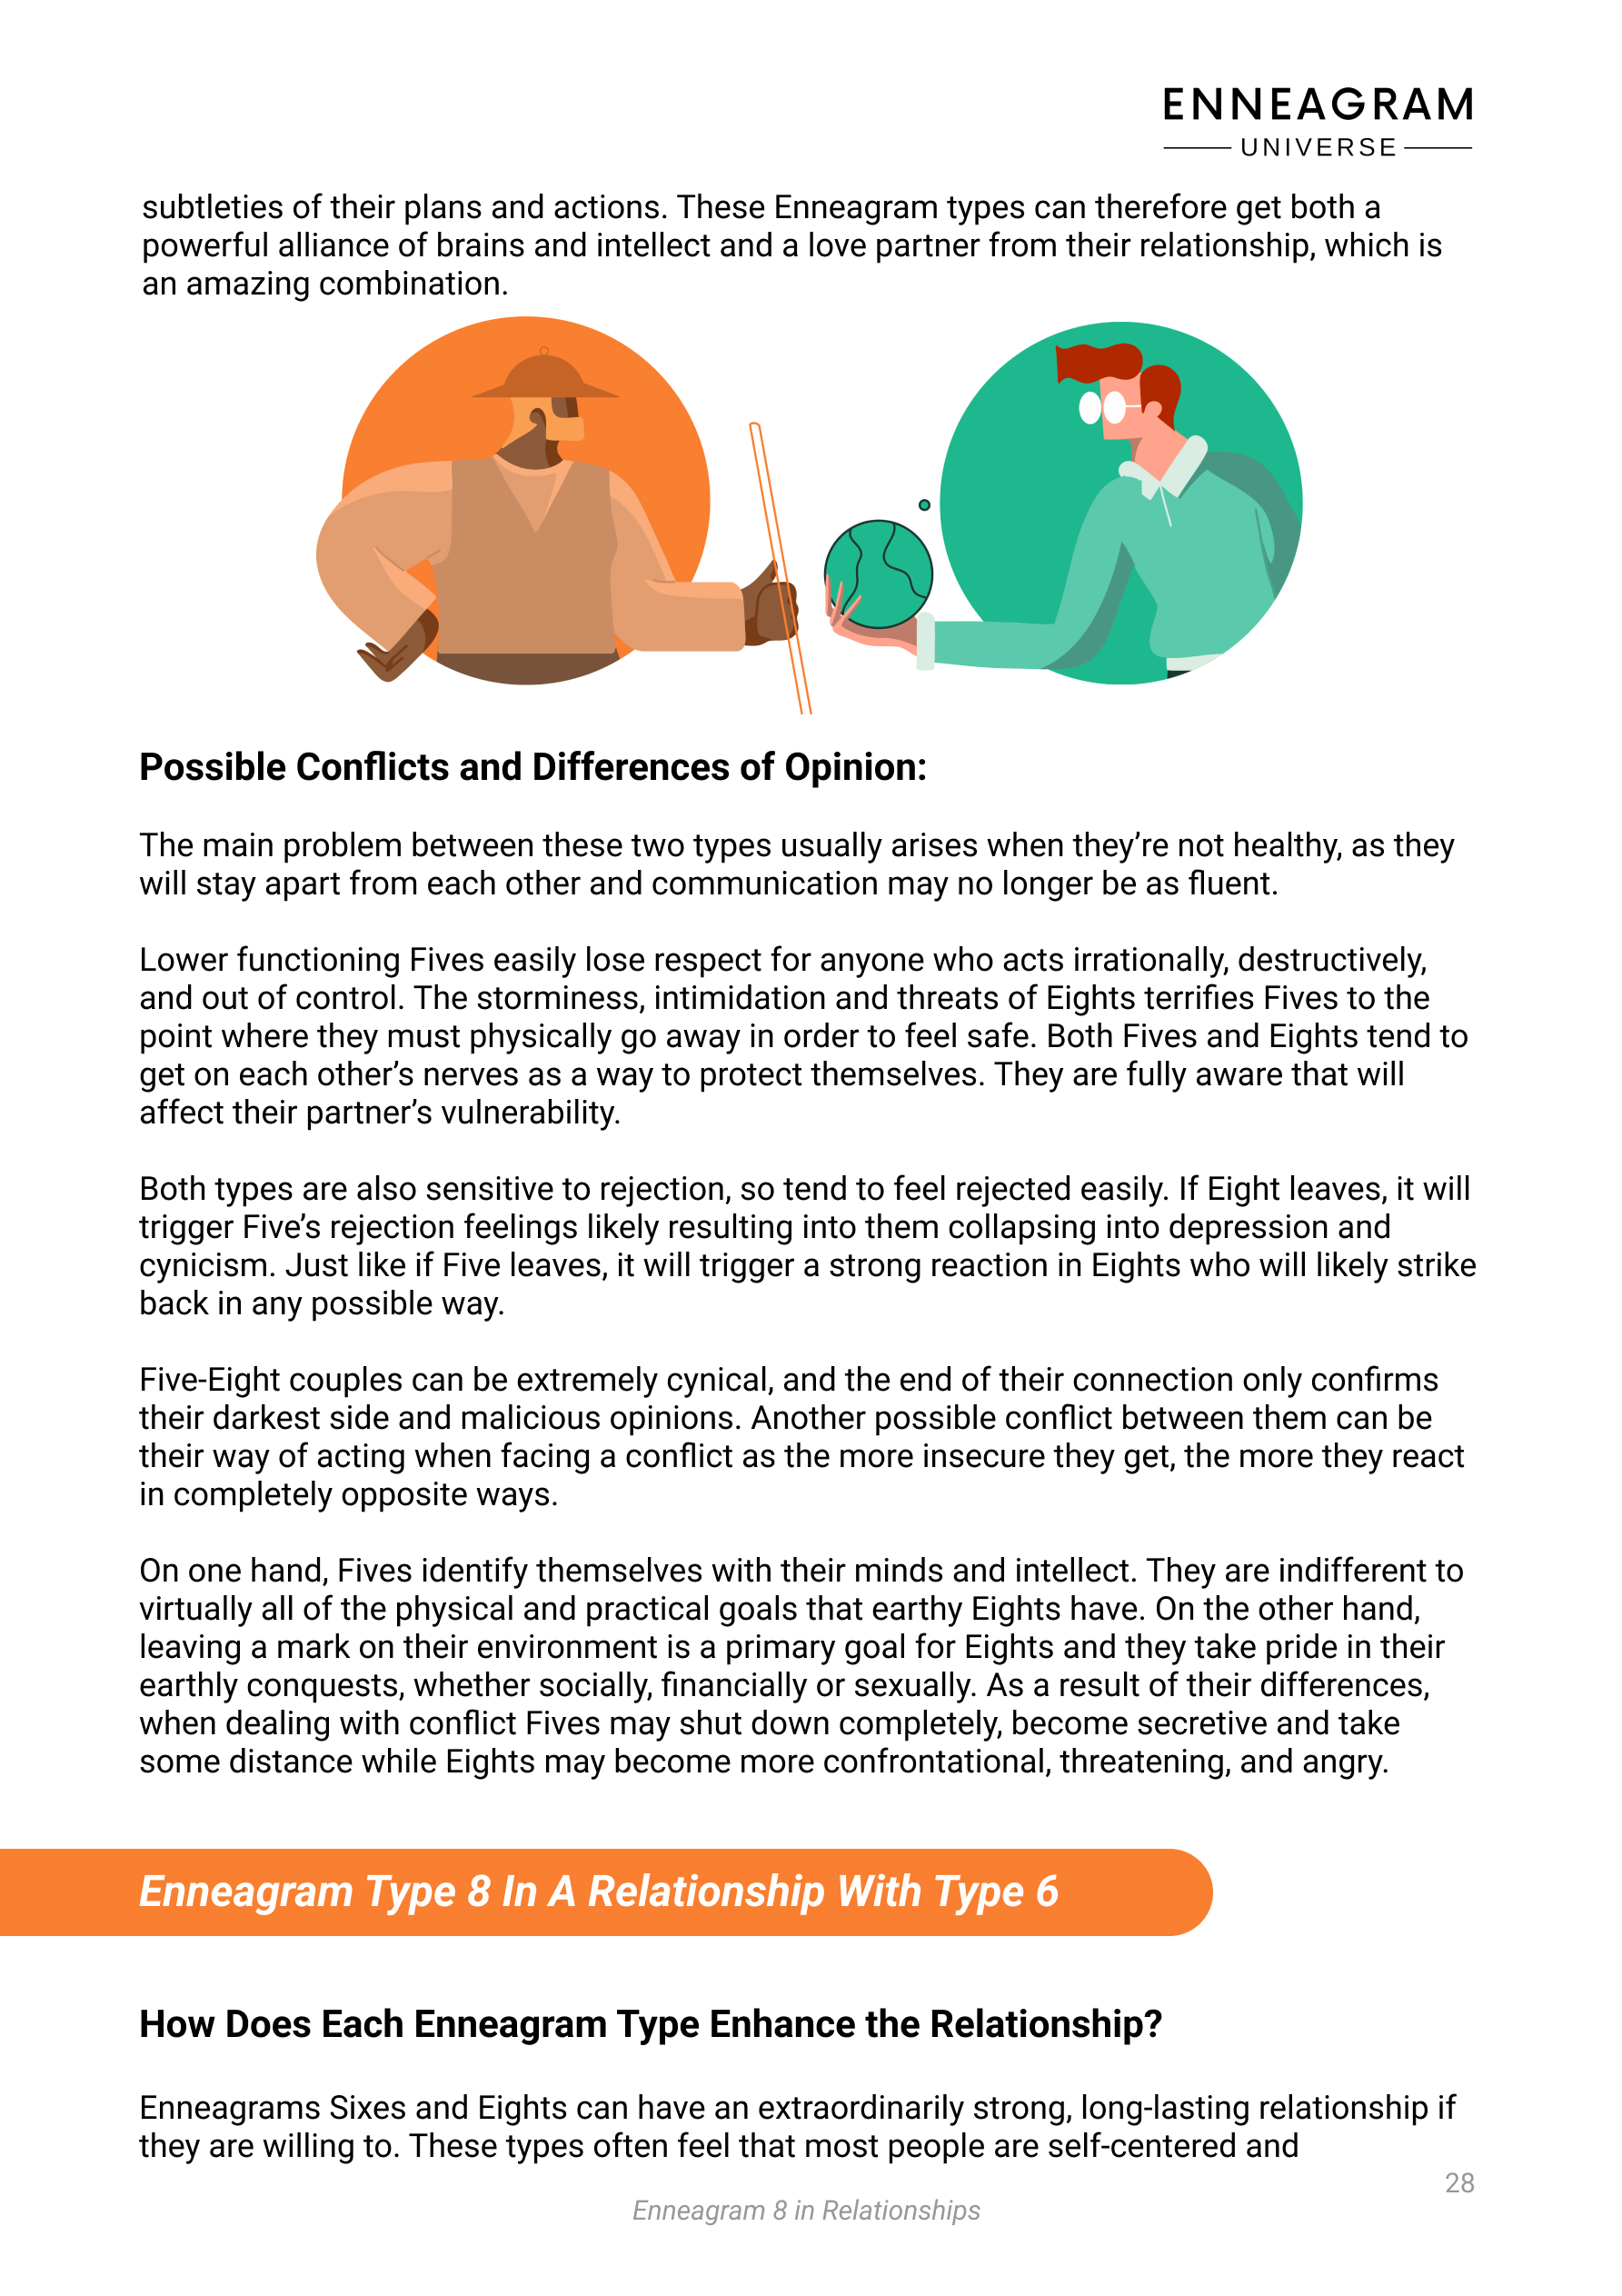 ENNEAGRAM
UNIVERSE
subtleties of their plans and actions. These Enneagram types can therefore get both a
powerful alliance of brains and intellect and a love partner from their relationship, which is
an amazing combination.
Possible Conflicts and Differences of Opinion:
The main problem between these two types usually arises when they’re not healthy, as they
will stay apart from each other and communication may no longer be as fluent.
Lower functioning Fives easily lose respect for anyone who acts irrationally, destructively,
and out of control. The storminess, intimidation and threats of Eights terrifies Fives to the
point where they must physically go away in order to feel safe. Both Fives and Eights tend to
get on each other’s nerves as a way to protect themselves. They are fully aware that will
affect their partner’s vulnerability.
Both types are also sensitive to rejection, so tend to feel rejected easily. If Eight leaves, it will
trigger Five’s rejection feelings likely resulting into them collapsing into depression and
cynicism. Just like if Five leaves, it will trigger a strong reaction in Eights who will likely strike
back in any possible way.
Five-Eight couples can be extremely cynical, and the end of their connection only confirms
their darkest side and malicious opinions. Another possible conflict between them can be
their way of acting when facing a conflict as the more insecure they get, the more they react
in completely opposite ways.
On one hand, Fives identify themselves with their minds and intellect. They are indifferent to
virtually all of the physical and practical goals that earthy Eights have. On the other hand,
leaving a mark on their environment is a primary goal for Eights and they take pride in their
earthly conquests, whether socially, financially or sexually. As a result of their differences,
when dealing with conflict Fives may shut down completely, become secretive and take
some distance while Eights may become more confrontational, threatening, and angry.
Enneagram Type 8 In A Relationship With Type 6
How Does Each Enneagram Type Enhance the Relationship?
Enneagrams Sixes and Eights can have an extraordinarily strong, long-lasting relationship if
they are willing to. These types often feel that most people are self-centered and
28
Enneagram 8 in Relationships